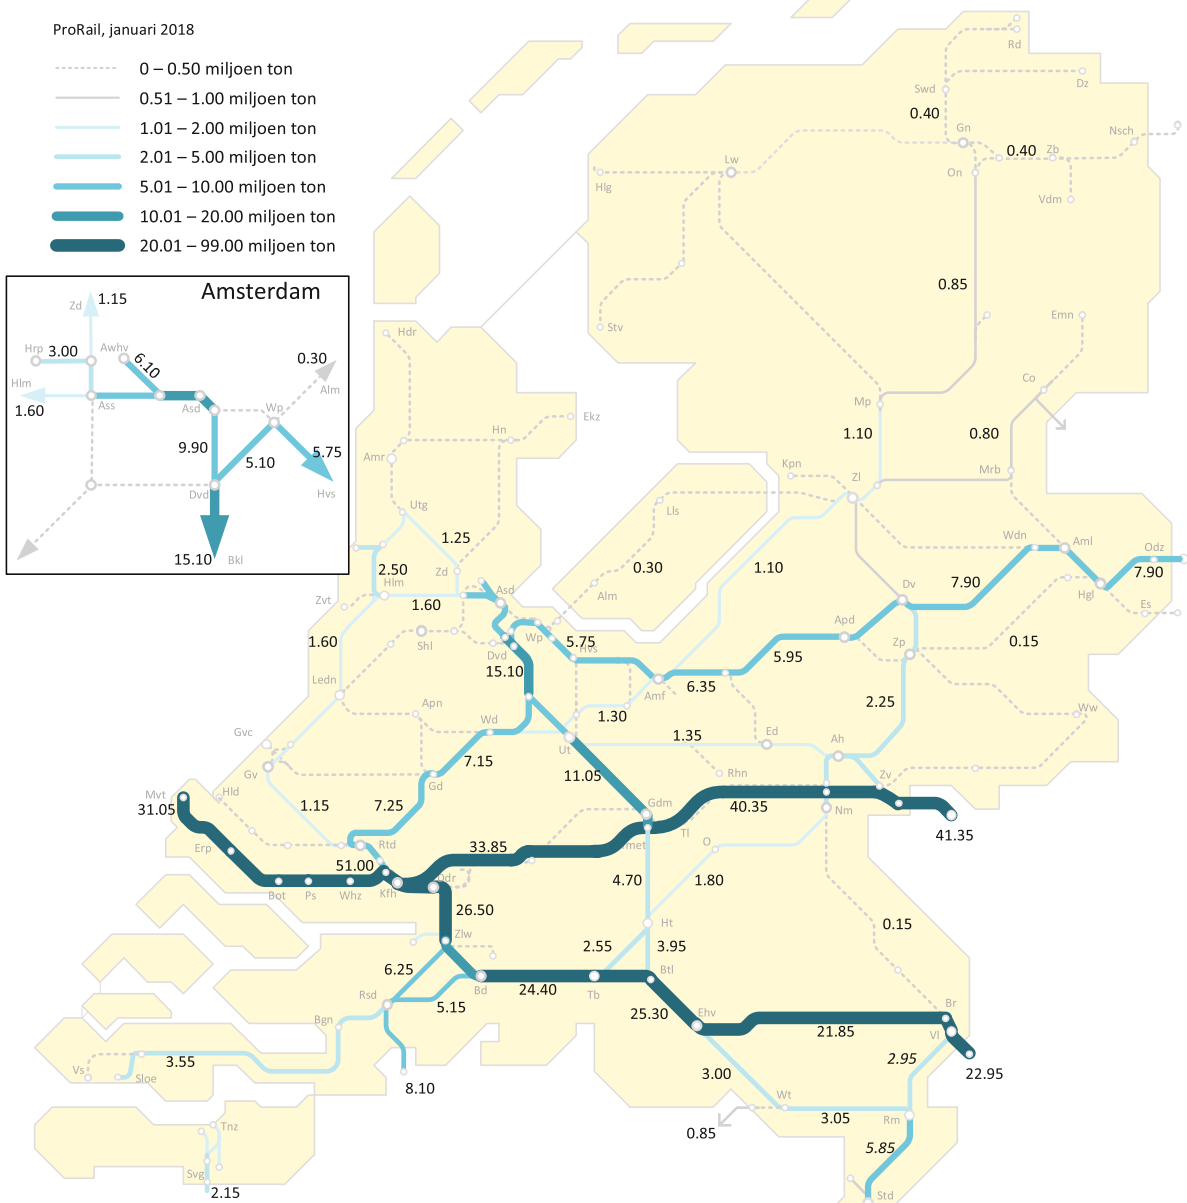 ProRail, januari 2018
0 – 0.50 miljoen ton
0.51 – 1.00 miljoen ton
1.01 – 2.00 miljoen ton
2.01 – 5.00 miljoen ton
5.01 – 10.00 miljoen ton
10.01 – 20.00 miljoen ton
20.01 – 99.00 miljoen ton
Amsterdam
Zd
1.15
Hrp
3.00
Awhv
6.10
0.30
Hlm
1.60
Ass
Asd
Wp
Alm
9.90
5.10
5.75
Dvd
Hvs
15.10
Bkl
Rd
Swd
Dz
0.40
Gn
0.40
Zb
Nsch
Lw
On
Hlg
Vdm
0.85
Stv
Emn
Hdr
Co
Mp
Ekz
Hn
1.10
0.80
Amr
Kpn
Zl
Mrb
Utg
Lls
1.25
Wdn
Aml
Odz
2.50
Zd
0.30
1.10
7.90
7.90
Hlm
Hgl
Zvt
1.60
Asd
Alm
Dv
Es
Apd
1.60
Shl
Wp
5.75
Zp
0.15
Dvd
Hvs
5.95
15.10
Ledn
6.35
Amf
2.25
Apn
Wd
1.30
Ww
Gvc
1.35
Ed
Ah
Ut
7.15
Gv
11.05
Rhn
Zv
Gd
Mvt
Hld
31.05
1.15
7.25
Gdm
40.35
Nm
Tl
41.35
Erp
Rtd
33.85
met
O
51.00
Ddr
4.70
1.80
Bot
Ps
Whz
Kfh
26.50
Ht
0.15
Zlw
2.55
3.95
6.25
Btl
Rsd
Bd
24.40
Tb
5.15
25.30
Ehv
Br
Bgn
21.85
Vl
3.55
2.95
Vs
Sloe
3.00
22.95
8.10
Wt
3.05
Rm
Tnz
0.85
5.85
Svg
2.15
Std